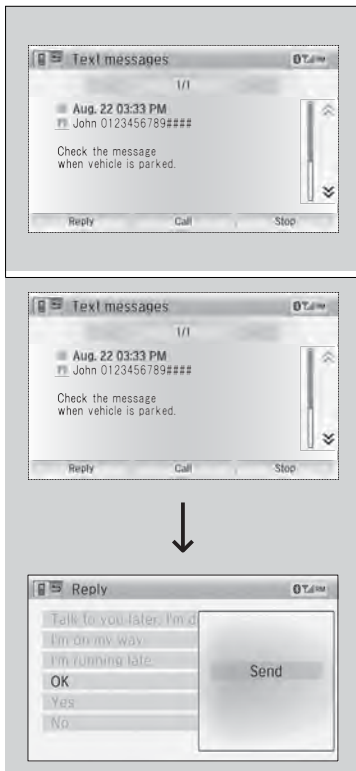 Text messages
1/1
Aug. 22 03:33 PM
John 0123456789####
Check the message
when vehicle is parked.
Reply Call Stop
Text messages
1/1
Aug. 22 03:33 PM
John 0123456789####
Check the message
when vehicle is parked.
Reply Call Stop
Reply
Talk to you later, I'm d
I'm on my way.
I'm running late.
OK
Yes
No
Send